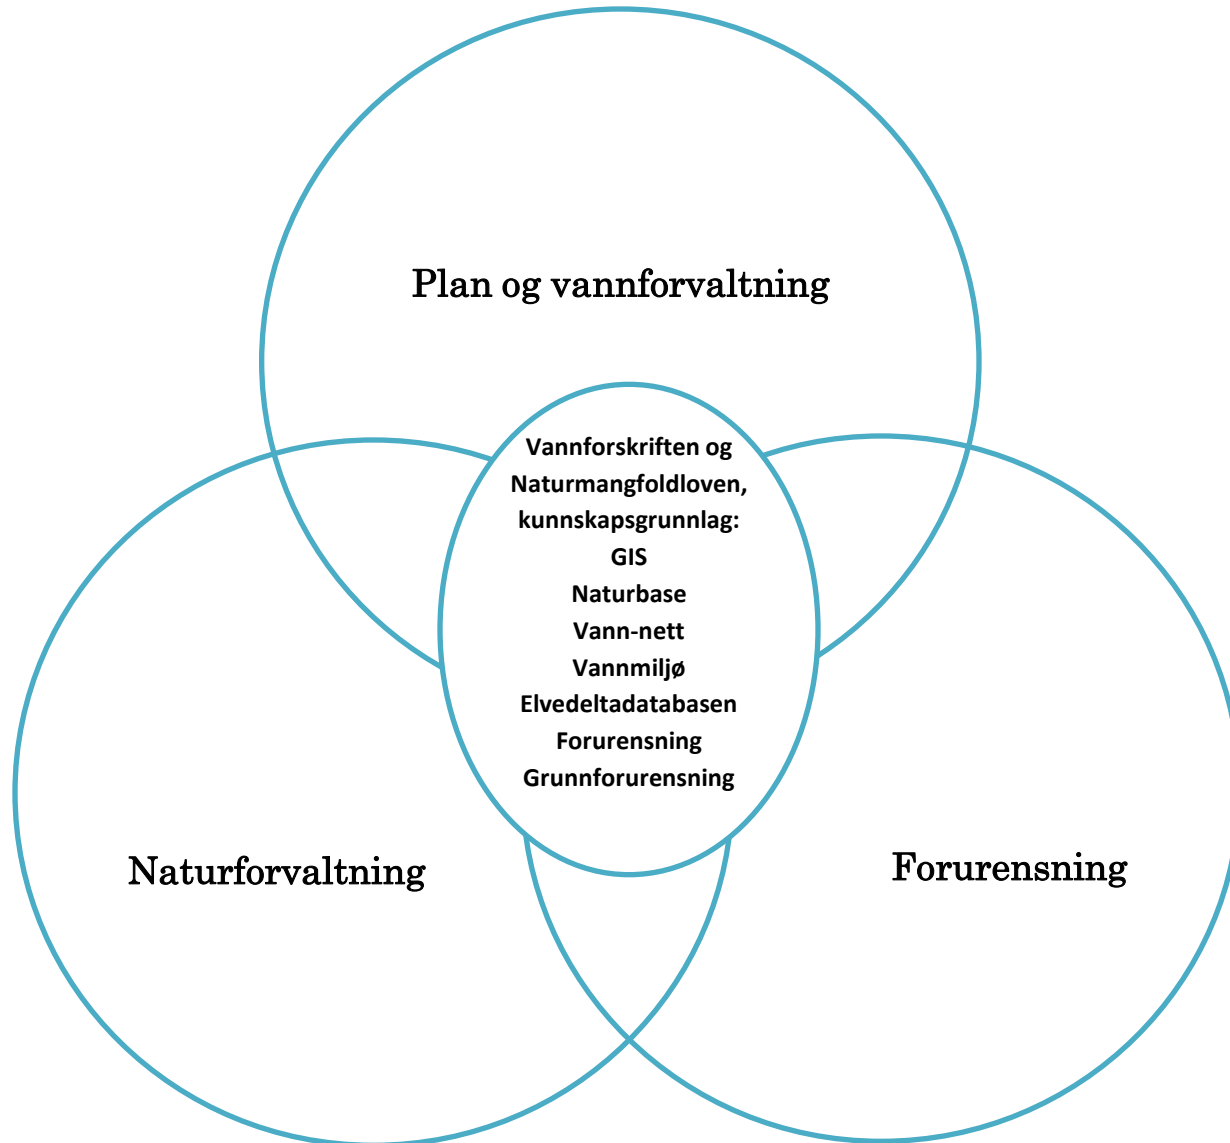 Plan og vannforvaltning
Vannforskriften og
Naturmangfoldloven,
kunnskapsgrunnlag:
GIS
Naturbase
Vann-nett
Vannmiljø
Elvedeltadatabasen
Forurensning
Grunnforurensning
Naturforvaltning
Forurensning